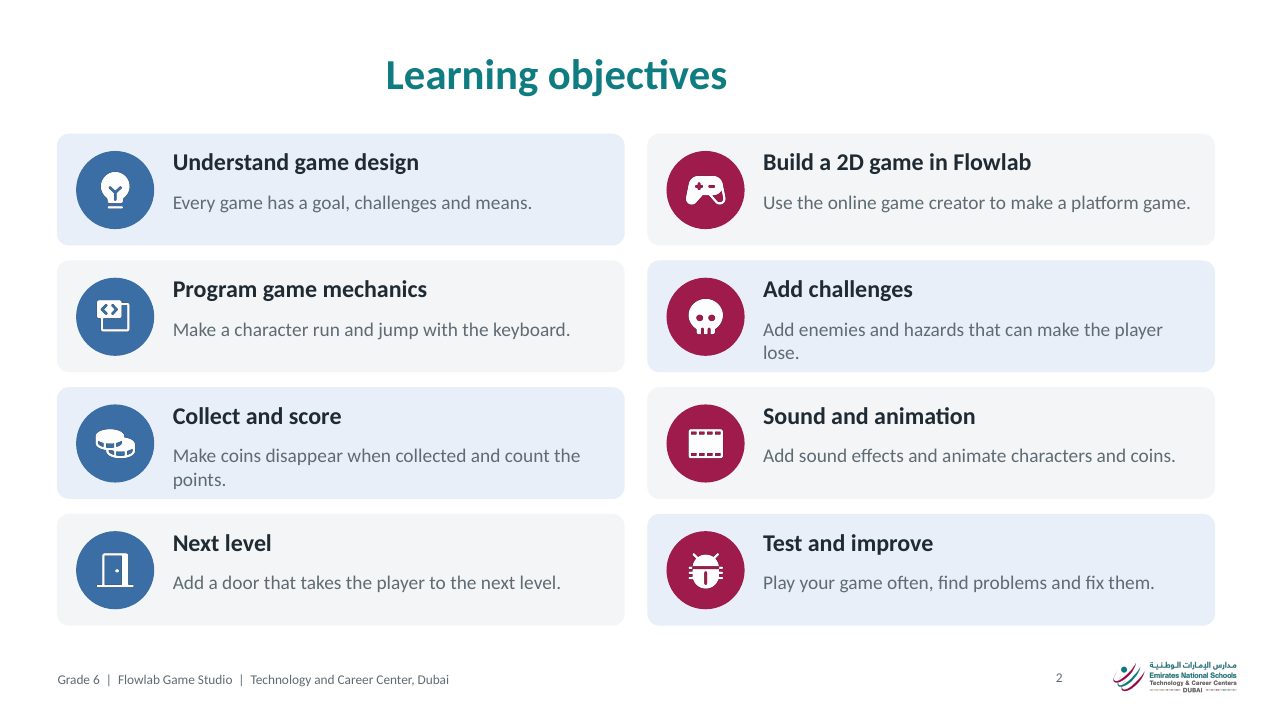 Learning objectives
Understand game design
Every game has a goal, challenges and means.
Build a 2D game in Flowlab
Use the online game creator to make a platform game.
Program game mechanics
Make a character run and jump with the keyboard.
Add challenges
Add enemies and hazards that can make the player
lose.
Collect and score
Make coins disappear when collected and count the
points.
Sound and animation
Add sound effects and animate characters and coins.
Next level
Add a door that takes the player to the next level.
Test and improve
Play your game often, find problems and fix them.
Grade 6 | Flowlab Game Studio | Technology and Career Center, Dubai
2
مدارس الإمارات الوطنية
Emirates National Schools
Technology & Career Centers
DUBAI